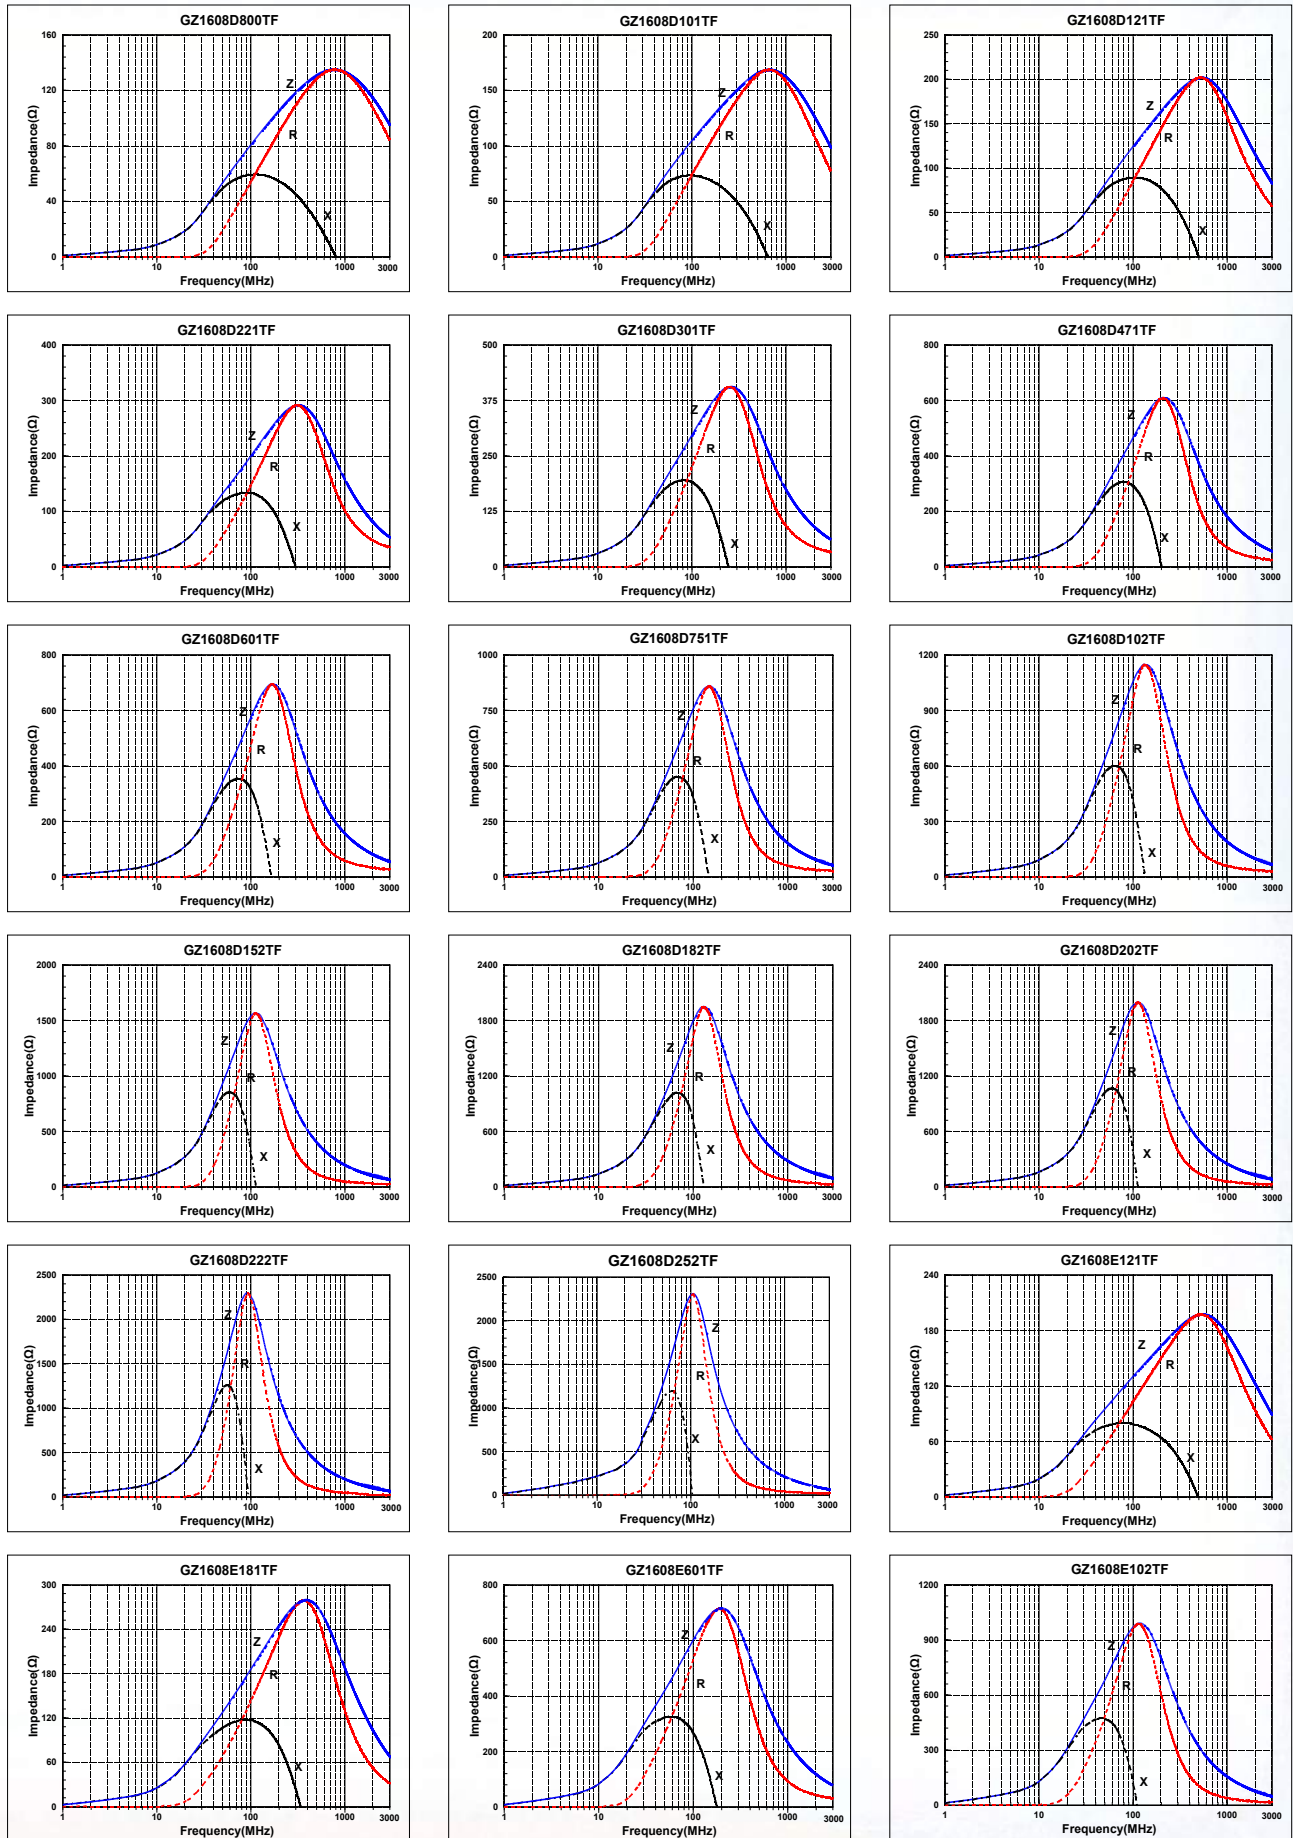 GZ1608D800TF
Impedance(Ω)
160
120
80
40
0
Z
R
X
1 10 100 1000 3000
Frequency(MHz)
GZ1608D101TF
Impedance(Ω)
200
150
100
50
0
Z
R
X
1 10 100 1000 3000
Frequency(MHz)
GZ1608D121TF
Impedance(Ω)
250
200
150
100
50
0
Z
R
X
1 10 100 1000 3000
Frequency(MHz)
GZ1608D221TF
Impedance(Ω)
400
300
200
100
0
Z
R
X
1 10 100 1000 3000
Frequency(MHz)
GZ1608D301TF
Impedance(Ω)
500
375
250
125
0
Z
R
X
1 10 100 1000 3000
Frequency(MHz)
GZ1608D471TF
Impedance(Ω)
800
600
400
200
0
Z
R
X
1 10 100 1000 3000
Frequency(MHz)
GZ1608D601TF
Impedance(Ω)
800
600
400
200
0
Z
R
X
1 10 100 1000 3000
Frequency(MHz)
GZ1608D751TF
Impedance(Ω)
1000
750
500
250
0
Z
R
X
1 10 100 1000 3000
Frequency(MHz)
GZ1608D102TF
Impedance(Ω)
1200
900
600
300
0
Z
R
X
1 10 100 1000 3000
Frequency(MHz)
GZ1608D152TF
Impedance(Ω)
2000
1500
1000
500
0
Z
R
X
1 10 100 1000 3000
Frequency(MHz)
GZ1608D182TF
Impedance(Ω)
2400
1800
1200
600
0
Z
R
X
1 10 100 1000 3000
Frequency(MHz)
GZ1608D202TF
Impedance(Ω)
2400
1800
1200
600
0
Z
R
X
1 10 100 1000 3000
Frequency(MHz)
GZ1608D222TF
Impedance(Ω)
2500
2000
1500
1000
500
0
Z
R
X
1 10 100 1000 3000
Frequency(MHz)
GZ1608D252TF
Impedance(Ω)
2500
2000
1500
1000
500
0
Z
R
X
1 10 100 1000 3000
Frequency(MHz)
GZ1608E121TF
Impedance(Ω)
240
180
120
60
0
Z
R
X
1 10 100 1000 3000
Frequency(MHz)
GZ1608E181TF
Impedance(Ω)
300
240
180
120
60
0
Z
R
X
1 10 100 1000 3000
Frequency(MHz)
GZ1608E601TF
Impedance(Ω)
800
600
400
200
0
Z
R
X
1 10 100 1000 3000
Frequency(MHz)
GZ1608E102TF
Impedance(Ω)
1200
900
600
300
0
Z
R
X
1 10 100 1000 3000
Frequency(MHz)